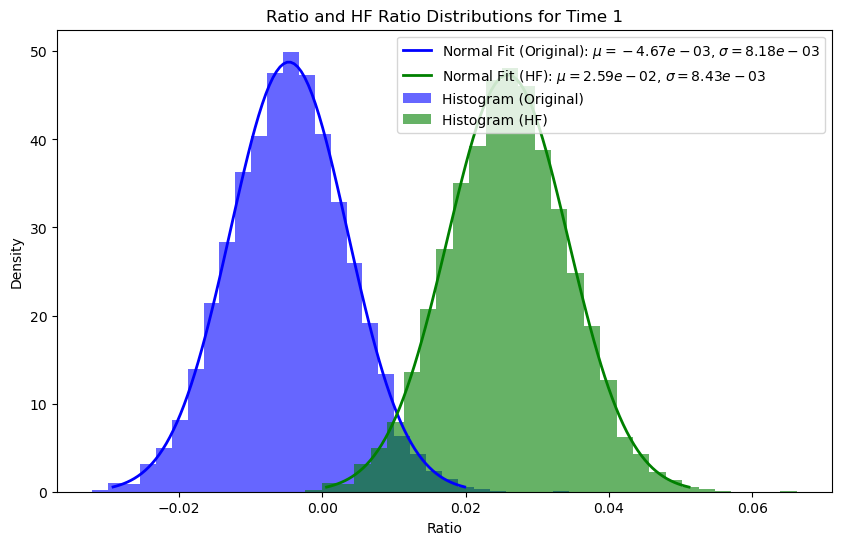 Ratio and HF Ratio Distributions for Time 1
Normal Fit (Original): μ = −4.67e − 03, σ = 8.18e − 03
Normal Fit (HF): μ = 2.59e − 02, σ = 8.43e − 03
Histogram (Original)
Histogram (HF)
Density
50
40
30
20
10
0
−0.02
0.00
0.02
0.04
0.06
Ratio